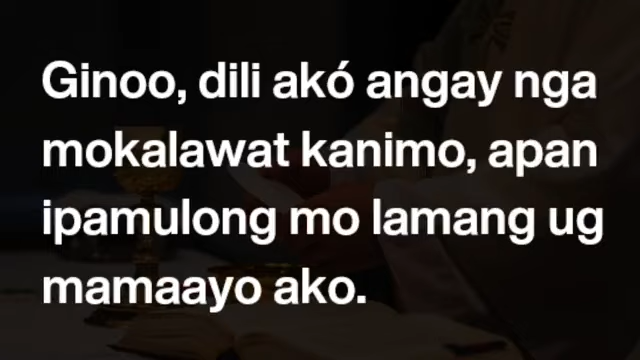 Ginoo, dili akó angay nga
mokalawat kanimo, apan
ipamulong mo lamang ug
mamaayo ako.